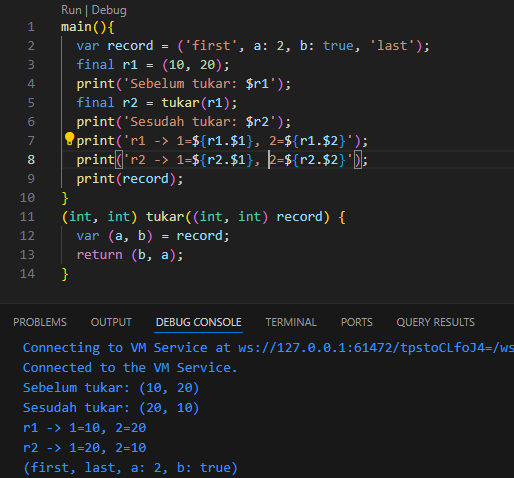 Run | Debug
1 main(){
2   var record = ('first', a: 2, b: true, 'last');
3   final r1 = (10, 20);
4   print('Sebelum tukar: $r1');
5   final r2 = tukar(r1);
6   print('Sesudah tukar: $r2');
7   print('r1 -> 1=${r1.$1}, 2=${r1.$2}');
8   print('r2 -> 1=${r2.$1}, 2=${r2.$2}');
9   print(record);
10 }
11 (int, int) tukar((int, int) record) {
12   var (a, b) = record;
13   return (b, a);
14 }
PROBLEMS OUTPUT DEBUG CONSOLE TERMINAL PORTS QUERY RESULTS
Connecting to VM Service at ws://127.0.0.1:61472/tpstoCLfoJ4=/ws
Connected to the VM Service.
Sebelum tukar: (10, 20)
Sesudah tukar: (20, 10)
r1 -> 1=10, 2=20
r2 -> 1=20, 2=10
(first, last, a: 2, b: true)